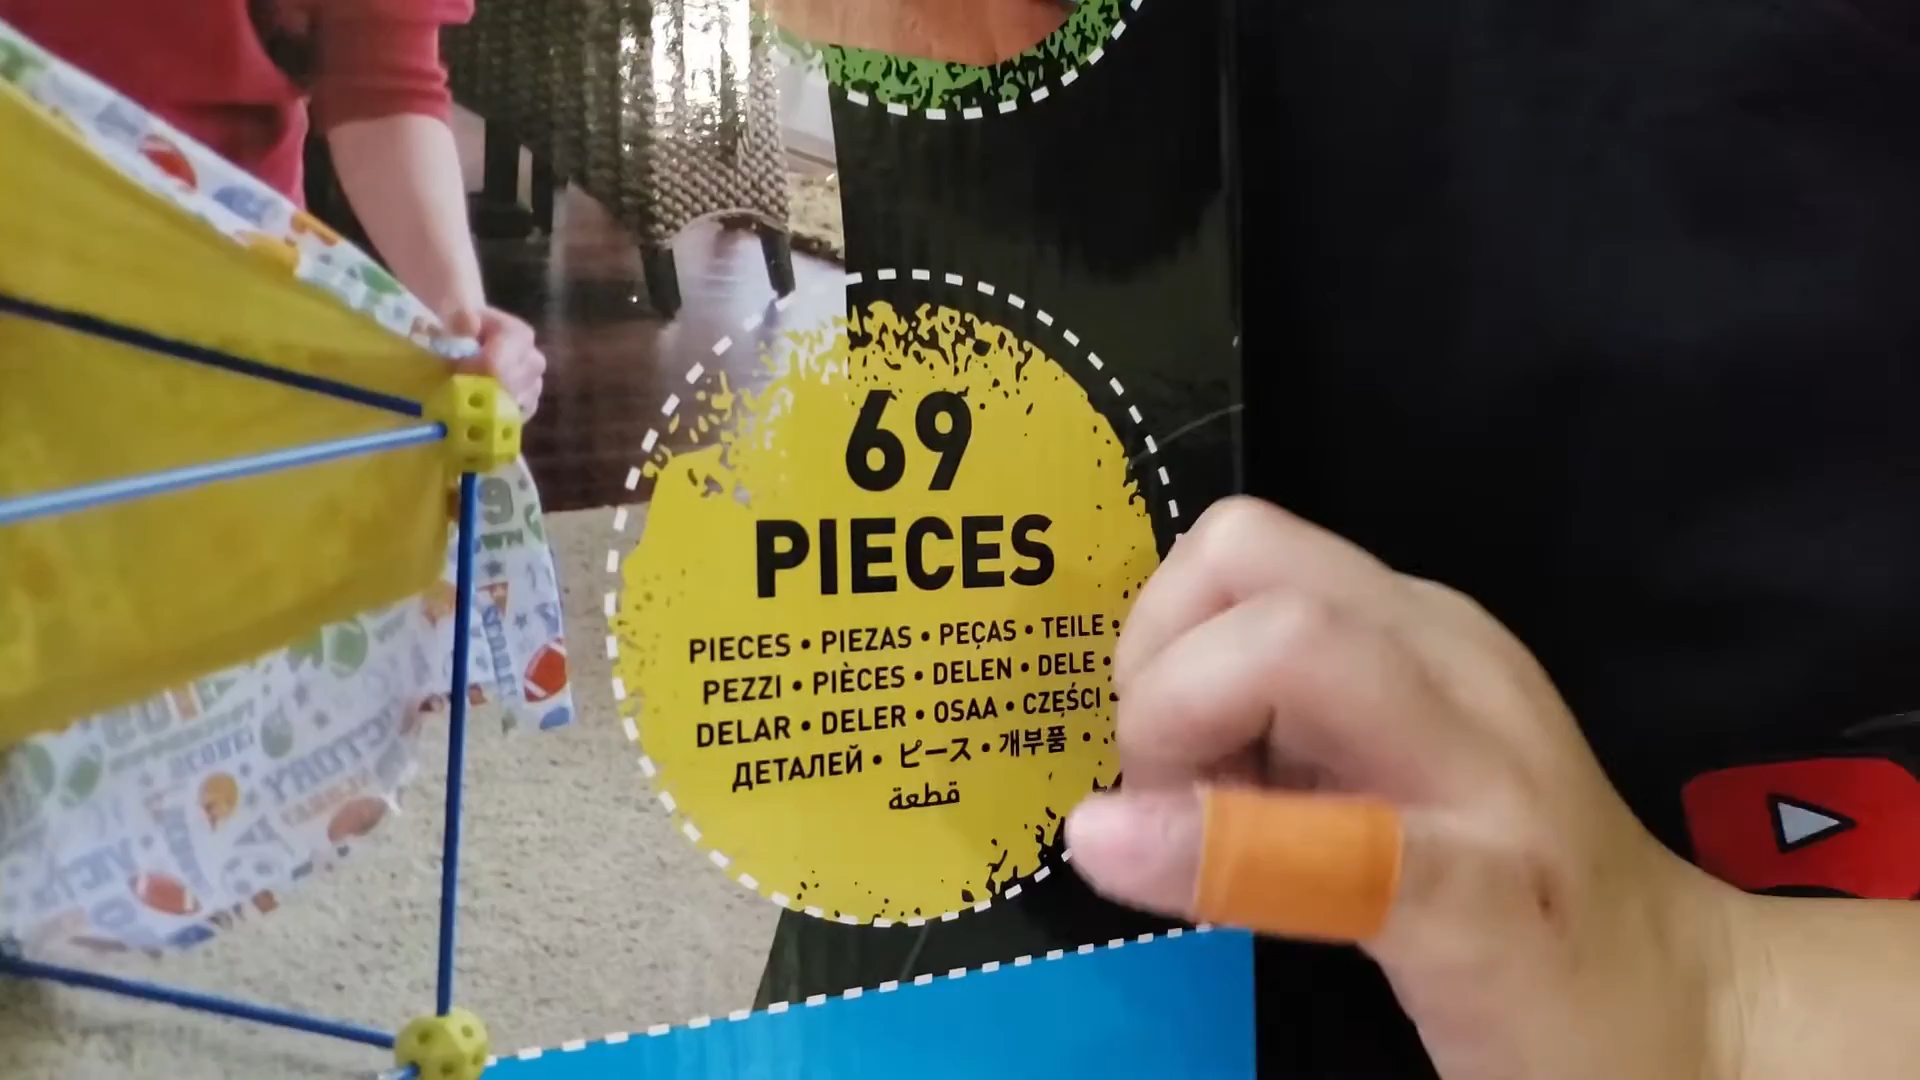 69
PIECES
PIECES • PIEZAS • PEÇAS • TEILE •
PEZZI • PIÈCES • DELEN • DELE •
DELAR • DELER • OSAA • CZĘŚCI •
ДЕТАЛЕЙ • ピース • 개부품 •
قطعة